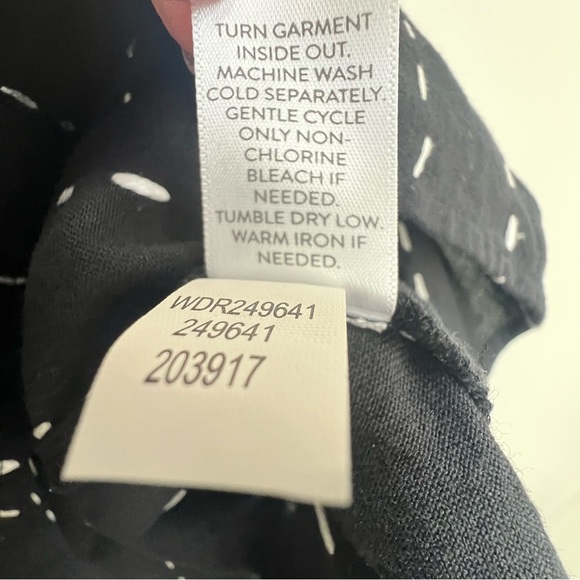 TURN GARMENT
INSIDE OUT.
MACHINE WASH
COLD SEPARATELY.
GENTLE CYCLE
ONLY NON-
CHLORINE
BLEACH IF
NEEDED.
TUMBLE DRY LOW.
WARM IRON IF
NEEDED.
WDR249641
249641
203917